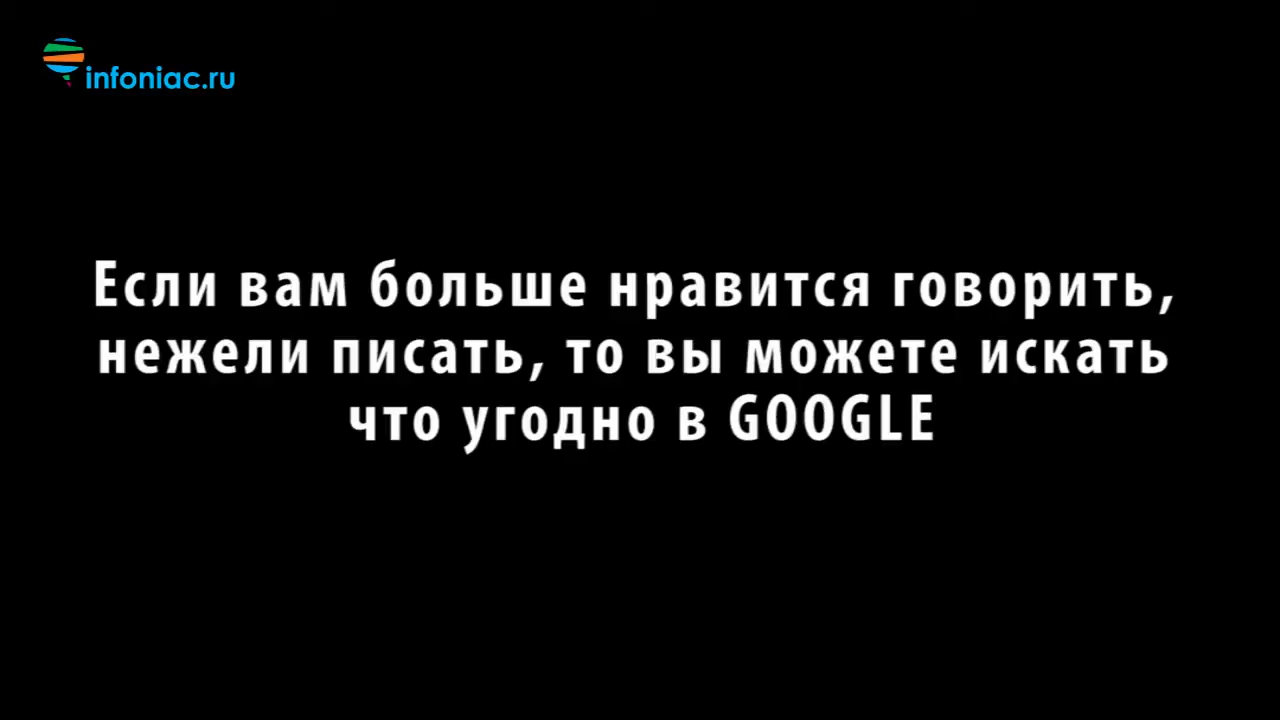 infoniac.ru
Если вам больше нравится говорить,
нежели писать, то вы можете искать
что угодно в GOOGLE